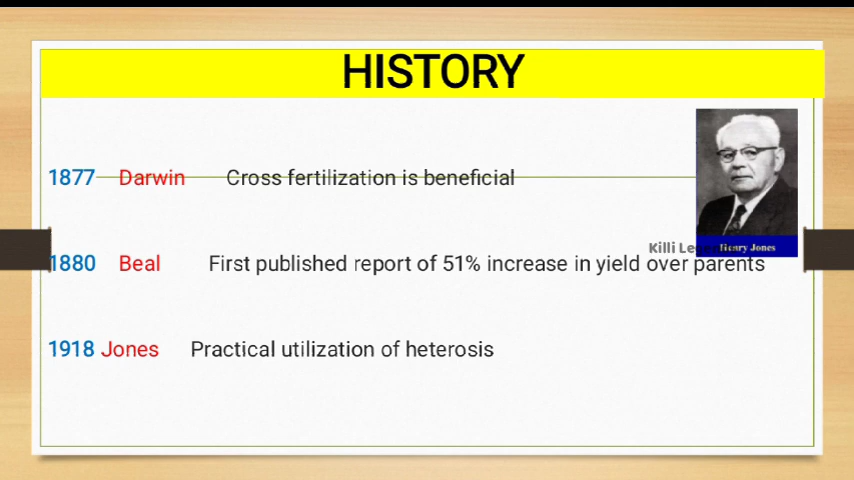 HISTORY
1877 Darwin Cross fertilization is beneficial
Killi
Henry Jones
1880 Beal First published report of 51% increase in yield over parents
1918 Jones Practical utilization of heterosis